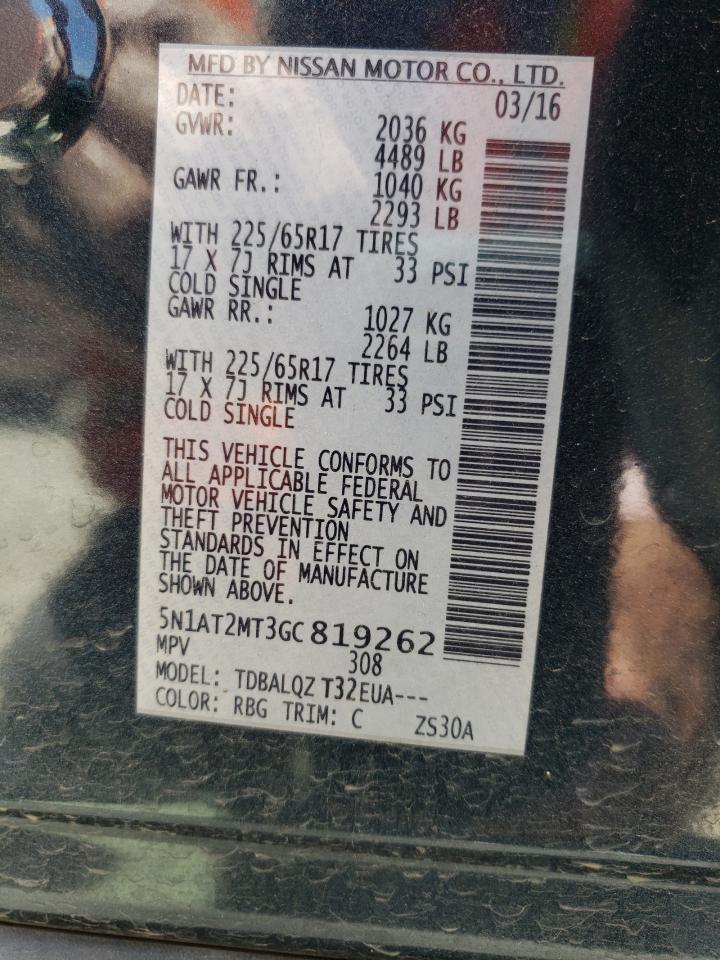 MFD BY NISSAN MOTOR CO., LTD.
DATE: 03/16
GVWR: 2036 KG
4489 LB
GAWR FR.: 1040 KG
2293 LB
WITH 225/65R17 TIRES
17 X 7J RIMS AT 33 PSI
COLD SINGLE
GAWR RR.: 1027 KG
2264 LB
WITH 225/65R17 TIRES
17 X 7J RIMS AT 33 PSI
COLD SINGLE
THIS VEHICLE CONFORMS TO
ALL APPLICABLE FEDERAL
MOTOR VEHICLE SAFETY AND
THEFT PREVENTION
STANDARDS IN EFFECT ON
THE DATE OF MANUFACTURE
SHOWN ABOVE.
5N1AT2MT3GC819262
MPV 308
MODEL: TDBALQZ T32EUA---
COLOR: RBG TRIM: C ZS30A